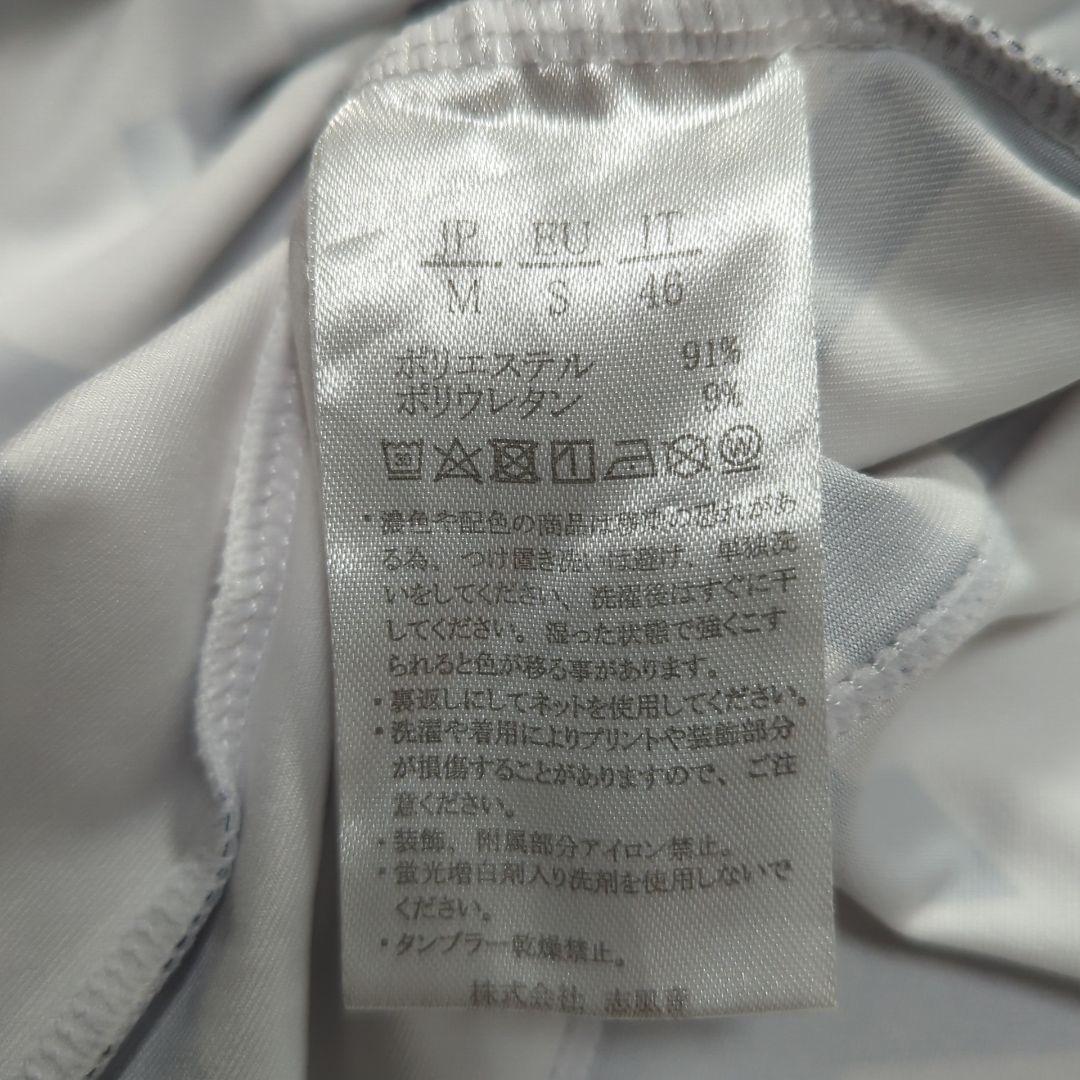 JP EU IT
M S 46
ポリエステル 91%
ポリウレタン 9%
・濃色や配色の商品は移染の恐れがあ
る為、つけ置き洗いは避け、単独洗
いをしてください、洗濯後はすぐに干
してください。湿った状態で強くこす
られると色が移る事があります。
・裏返しにしてネットを使用してください。
・洗濯や着用によりプリントや装飾部分
が損傷することがありますので、ご注
意ください。
・装飾、附属部分アイロン禁止。
・蛍光増白剤入り洗剤を使用しないで
ください。
・タンブラー乾燥禁止。
株式会社